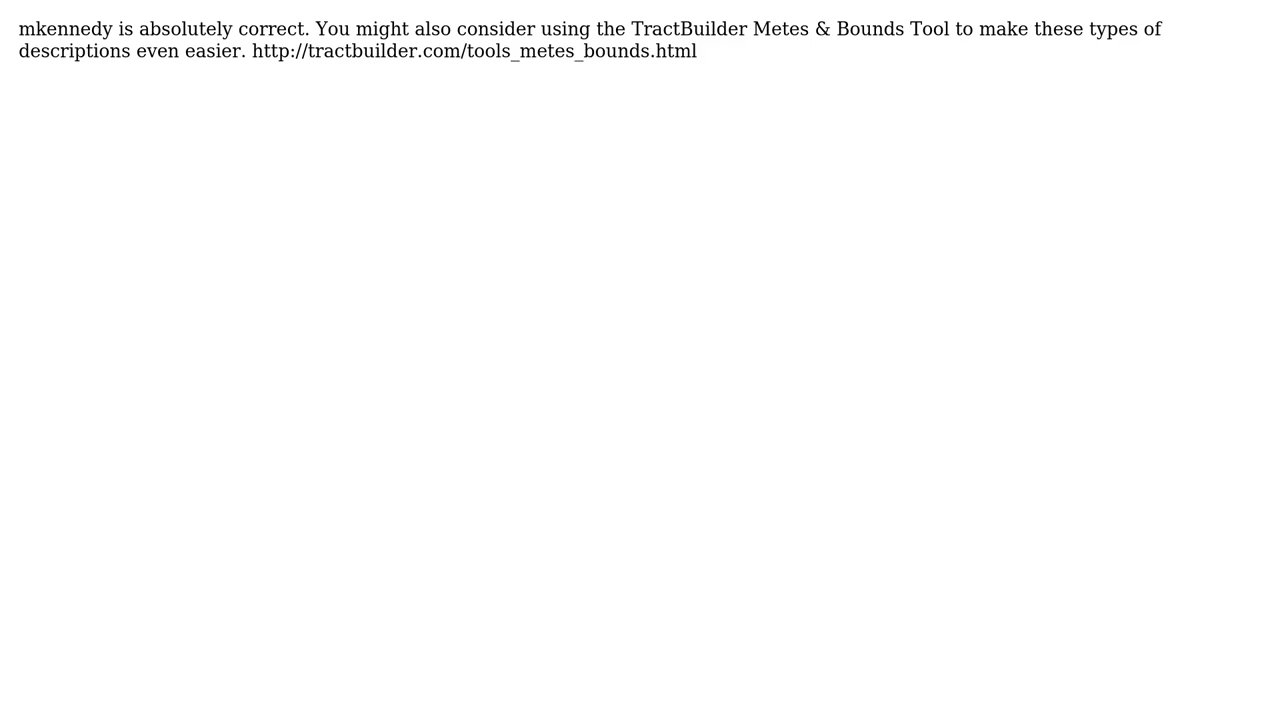 mkennedy is absolutely correct. You might also consider using the TractBuilder Metes & Bounds Tool to make these types of
descriptions even easier. http://tractbuilder.com/tools_metes_bounds.html